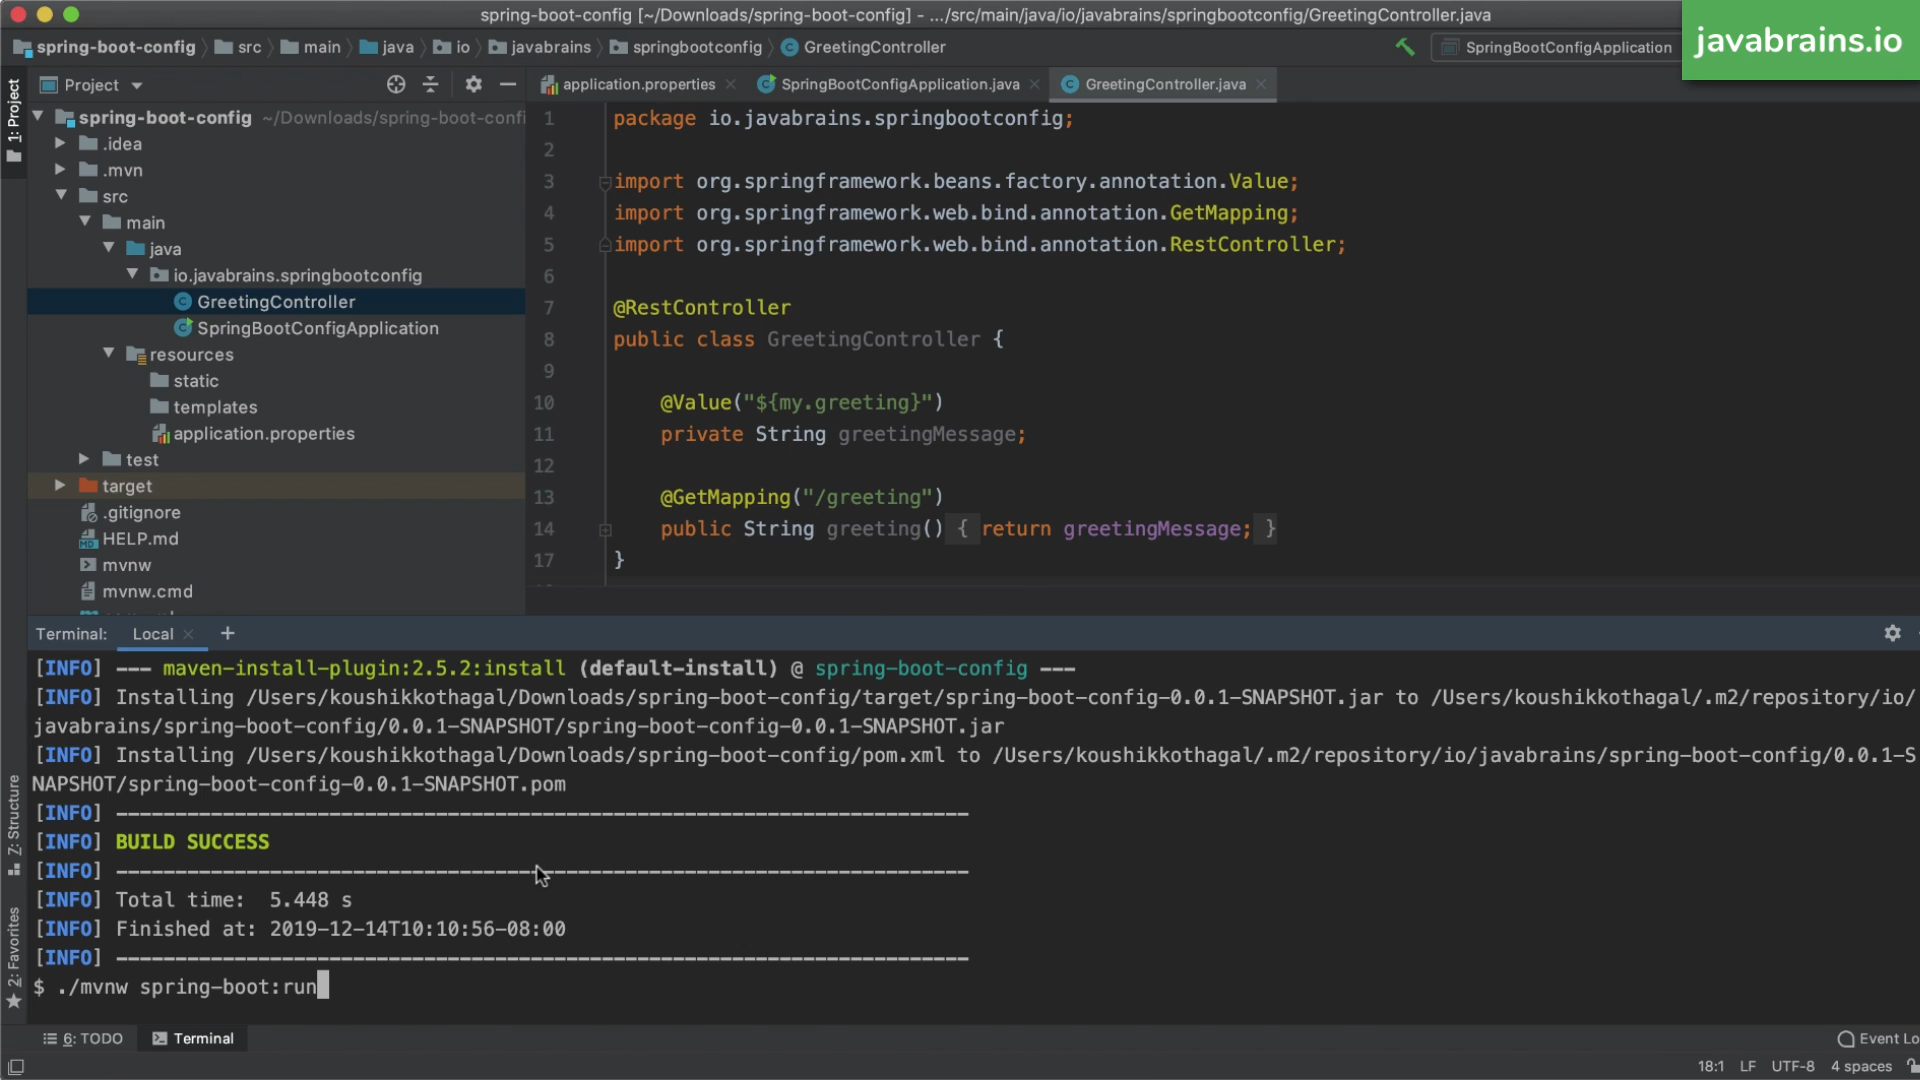 spring-boot-config [~/Downloads/spring-boot-config] - .../src/main/java/io/javabrains/springbootconfig/GreetingController.java
javabrains.io
spring-boot-config src main java io javabrains springbootconfig GreetingController
SpringBootConfigApplication
1: Project
Project
application.properties
SpringBootConfigApplication.java
GreetingController.java
spring-boot-config ~/Downloads/spring-boot-confi
.idea
.mvn
src
main
java
io.javabrains.springbootconfig
GreetingController
SpringBootConfigApplication
resources
static
templates
application.properties
test
target
.gitignore
HELP.md
mvnw
mvnw.cmd
1 package io.javabrains.springbootconfig;
2
3 import org.springframework.beans.factory.annotation.Value;
4 import org.springframework.web.bind.annotation.GetMapping;
5 import org.springframework.web.bind.annotation.RestController;
6
7 @RestController
8 public class GreetingController {
9
10 @Value("${my.greeting}")
11 private String greetingMessage;
12
13 @GetMapping("/greeting")
14 public String greeting() { return greetingMessage; }
17 }
Terminal: Local +
[INFO] --- maven-install-plugin:2.5.2:install (default-install) @ spring-boot-config ---
[INFO] Installing /Users/koushikkothagal/Downloads/spring-boot-config/target/spring-boot-config-0.0.1-SNAPSHOT.jar to /Users/koushikkothagal/.m2/repository/io/
javabrains/spring-boot-config/0.0.1-SNAPSHOT/spring-boot-config-0.0.1-SNAPSHOT.jar
[INFO] Installing /Users/koushikkothagal/Downloads/spring-boot-config/pom.xml to /Users/koushikkothagal/.m2/repository/io/javabrains/spring-boot-config/0.0.1-S
NAPSHOT/spring-boot-config-0.0.1-SNAPSHOT.pom
[INFO] ------------------------------------------------------------------------
[INFO] BUILD SUCCESS
[INFO] ------------------------------------------------------------------------
[INFO] Total time:  5.448 s
[INFO] Finished at: 2019-12-14T10:10:56-08:00
[INFO] ------------------------------------------------------------------------
$ ./mvnw spring-boot:run
Z: Structure
2: Favorites
6: TODO
Terminal
Event Lo
18:1 LF UTF-8 4 spaces